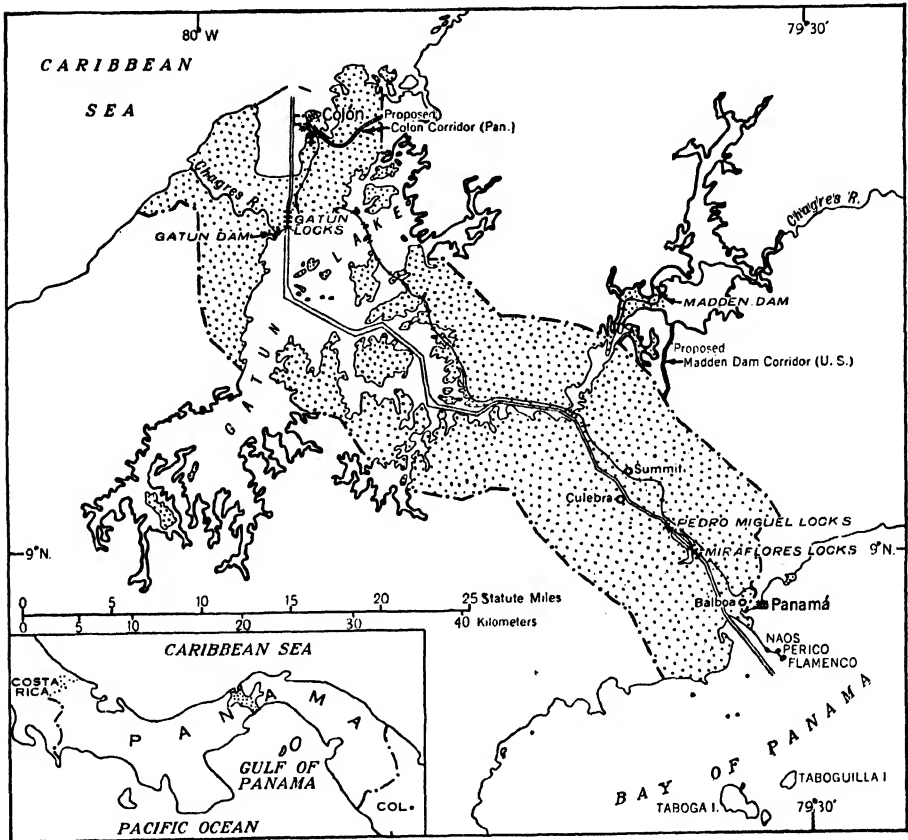 80 W
79 30'
CARIBBEAN
SEA
Colón
Proposed
Colon Corridor (Pan.)
Chagres R.
GATUN
LOCKS
GATUN DAM
GATUN LAKE
Chagres R.
MADDEN DAM
Proposed
Madden Dam Corridor (U.S.)
Summit
Culebra
PEDRO MIGUEL LOCKS
MIRAFLORES LOCKS
9° N.
9° N.
Balboa
Panamá
NAOS
PERICO
FLAMENCO
0 5 10 15 20 25 Statute Miles
0 5 10 20 30 40 Kilometers
CARIBBEAN SEA
COSTA
RICA
PANAMA
GULF OF
PANAMA
COL.
PACIFIC OCEAN
BAY OF PANAMA
TABOGUILLA I
TABOGA I.
79°30'